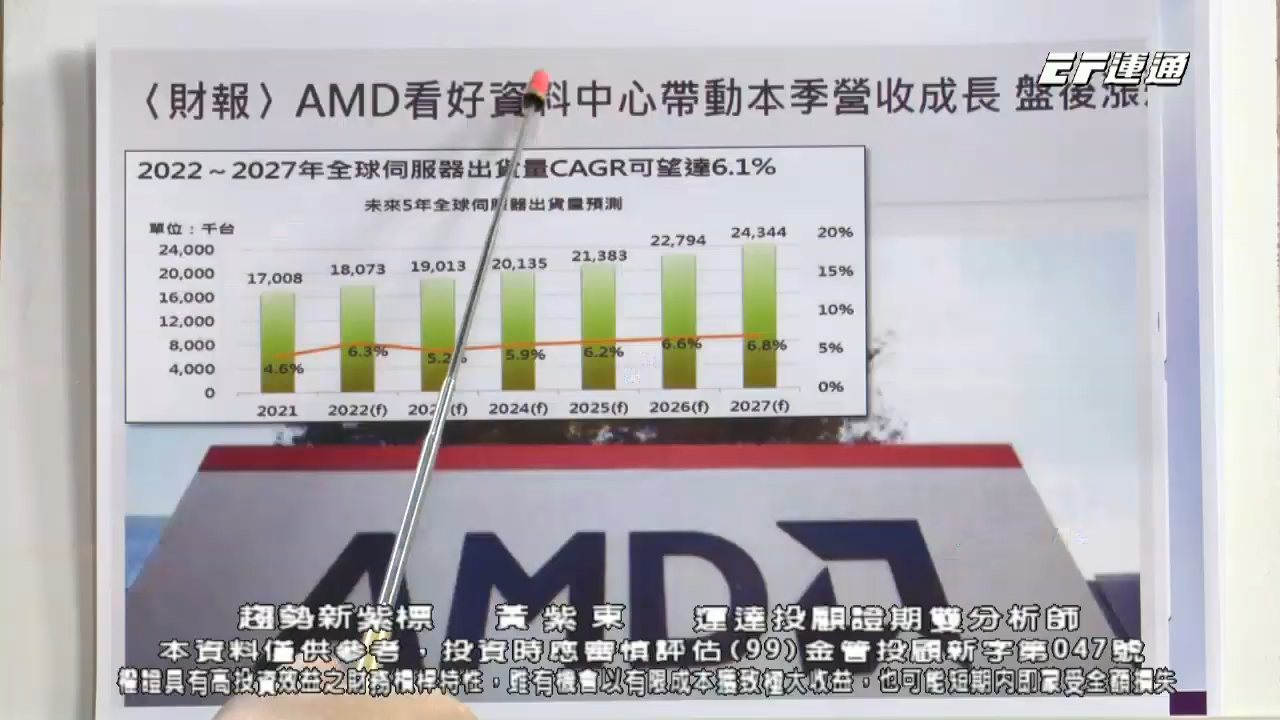 EF運通
〈財報〉AMD看好資料中心帶動本季營收成長 盤後漲
2022～2027年全球伺服器出貨量CAGR可望達6.1%
未來5年全球伺服器出貨量預測
單位：千台
24,000
20,000
16,000
12,000
8,000
4,000
0
17,008
18,073
19,013
20,135
21,383
22,794
24,344
4.6%
6.3%
5.2%
5.9%
6.2%
6.6%
6.8%
20%
15%
10%
5%
0%
2021 2022(f) 2023(f) 2024(f) 2025(f) 2026(f) 2027(f)
AMD
趨勢新紫標 黃紫東 運達投顧證期雙分析師
本資料僅供參考，投資時應審慎評估(99)金管投顧新字第047號
權證具有高投資效益之財務槓桿特性，雖有機會以有限成本獲致極大收益，也可能短期內即蒙受全額損失